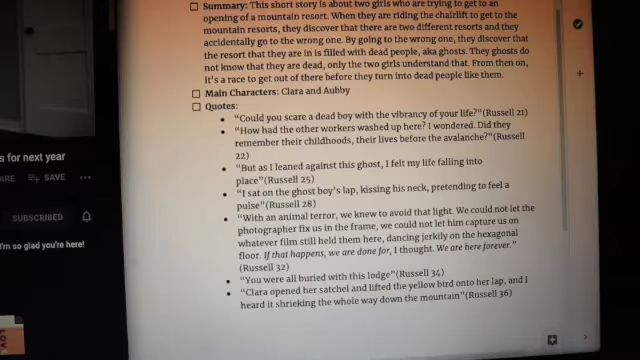 Summary: This short story is about two girls who are trying to get to an
opening of a mountain resort. When they are riding the chairlift to get to the
mountain resorts, they discover that there are two different resorts and they
accidentally go to the wrong one. By going to the wrong one, they discover that
the resort that they are in is filled with dead people, aka ghosts. They ghosts do
not know that they are dead, only the two girls understand that. From then on,
it's a race to get out of there before they turn into dead people like them.
Main Characters: Clara and Aubby
Quotes:
"Could you scare a dead boy with the vibrancy of your life?"(Russell 21)
"How had the other workers washed up here? I wondered. Did they
remember their childhoods, their lives before the avalanche?"(Russell
22)
"But as I leaned against this ghost, I felt my life falling into
place"(Russell 25)
"I sat on the ghost boy's lap, kissing his neck, pretending to feel a
pulse"(Russell 28)
"With an animal terror, we knew to avoid that light. We could not let the
photographer fix us in the frame, we could not let him capture us on
whatever film still held them here, dancing jerkily on the hexagonal
floor. If that happens, we are done for, I thought. We are here forever."
(Russell 32)
"You were all buried with this lodge"(Russell 34)
"Clara opened her satchel and lifted the yellow bird onto her lap, and I
heard it shrieking the whole way down the mountain"(Russell 36)
s for next year
ARE SAVE
SUBSCRIBED
I'm so glad you're here!